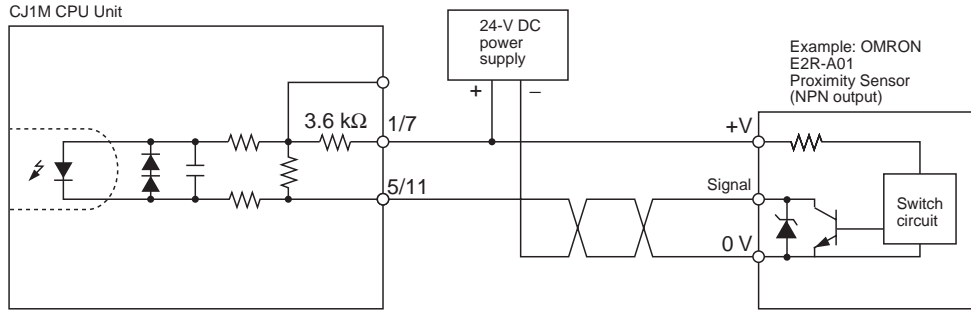 CJ1M CPU Unit
24-V DC
power
supply
+
–
Example: OMRON
E2R-A01
Proximity Sensor
(NPN output)
3.6 kΩ
1/7
+V
5/11
Signal
Switch
circuit
0 V